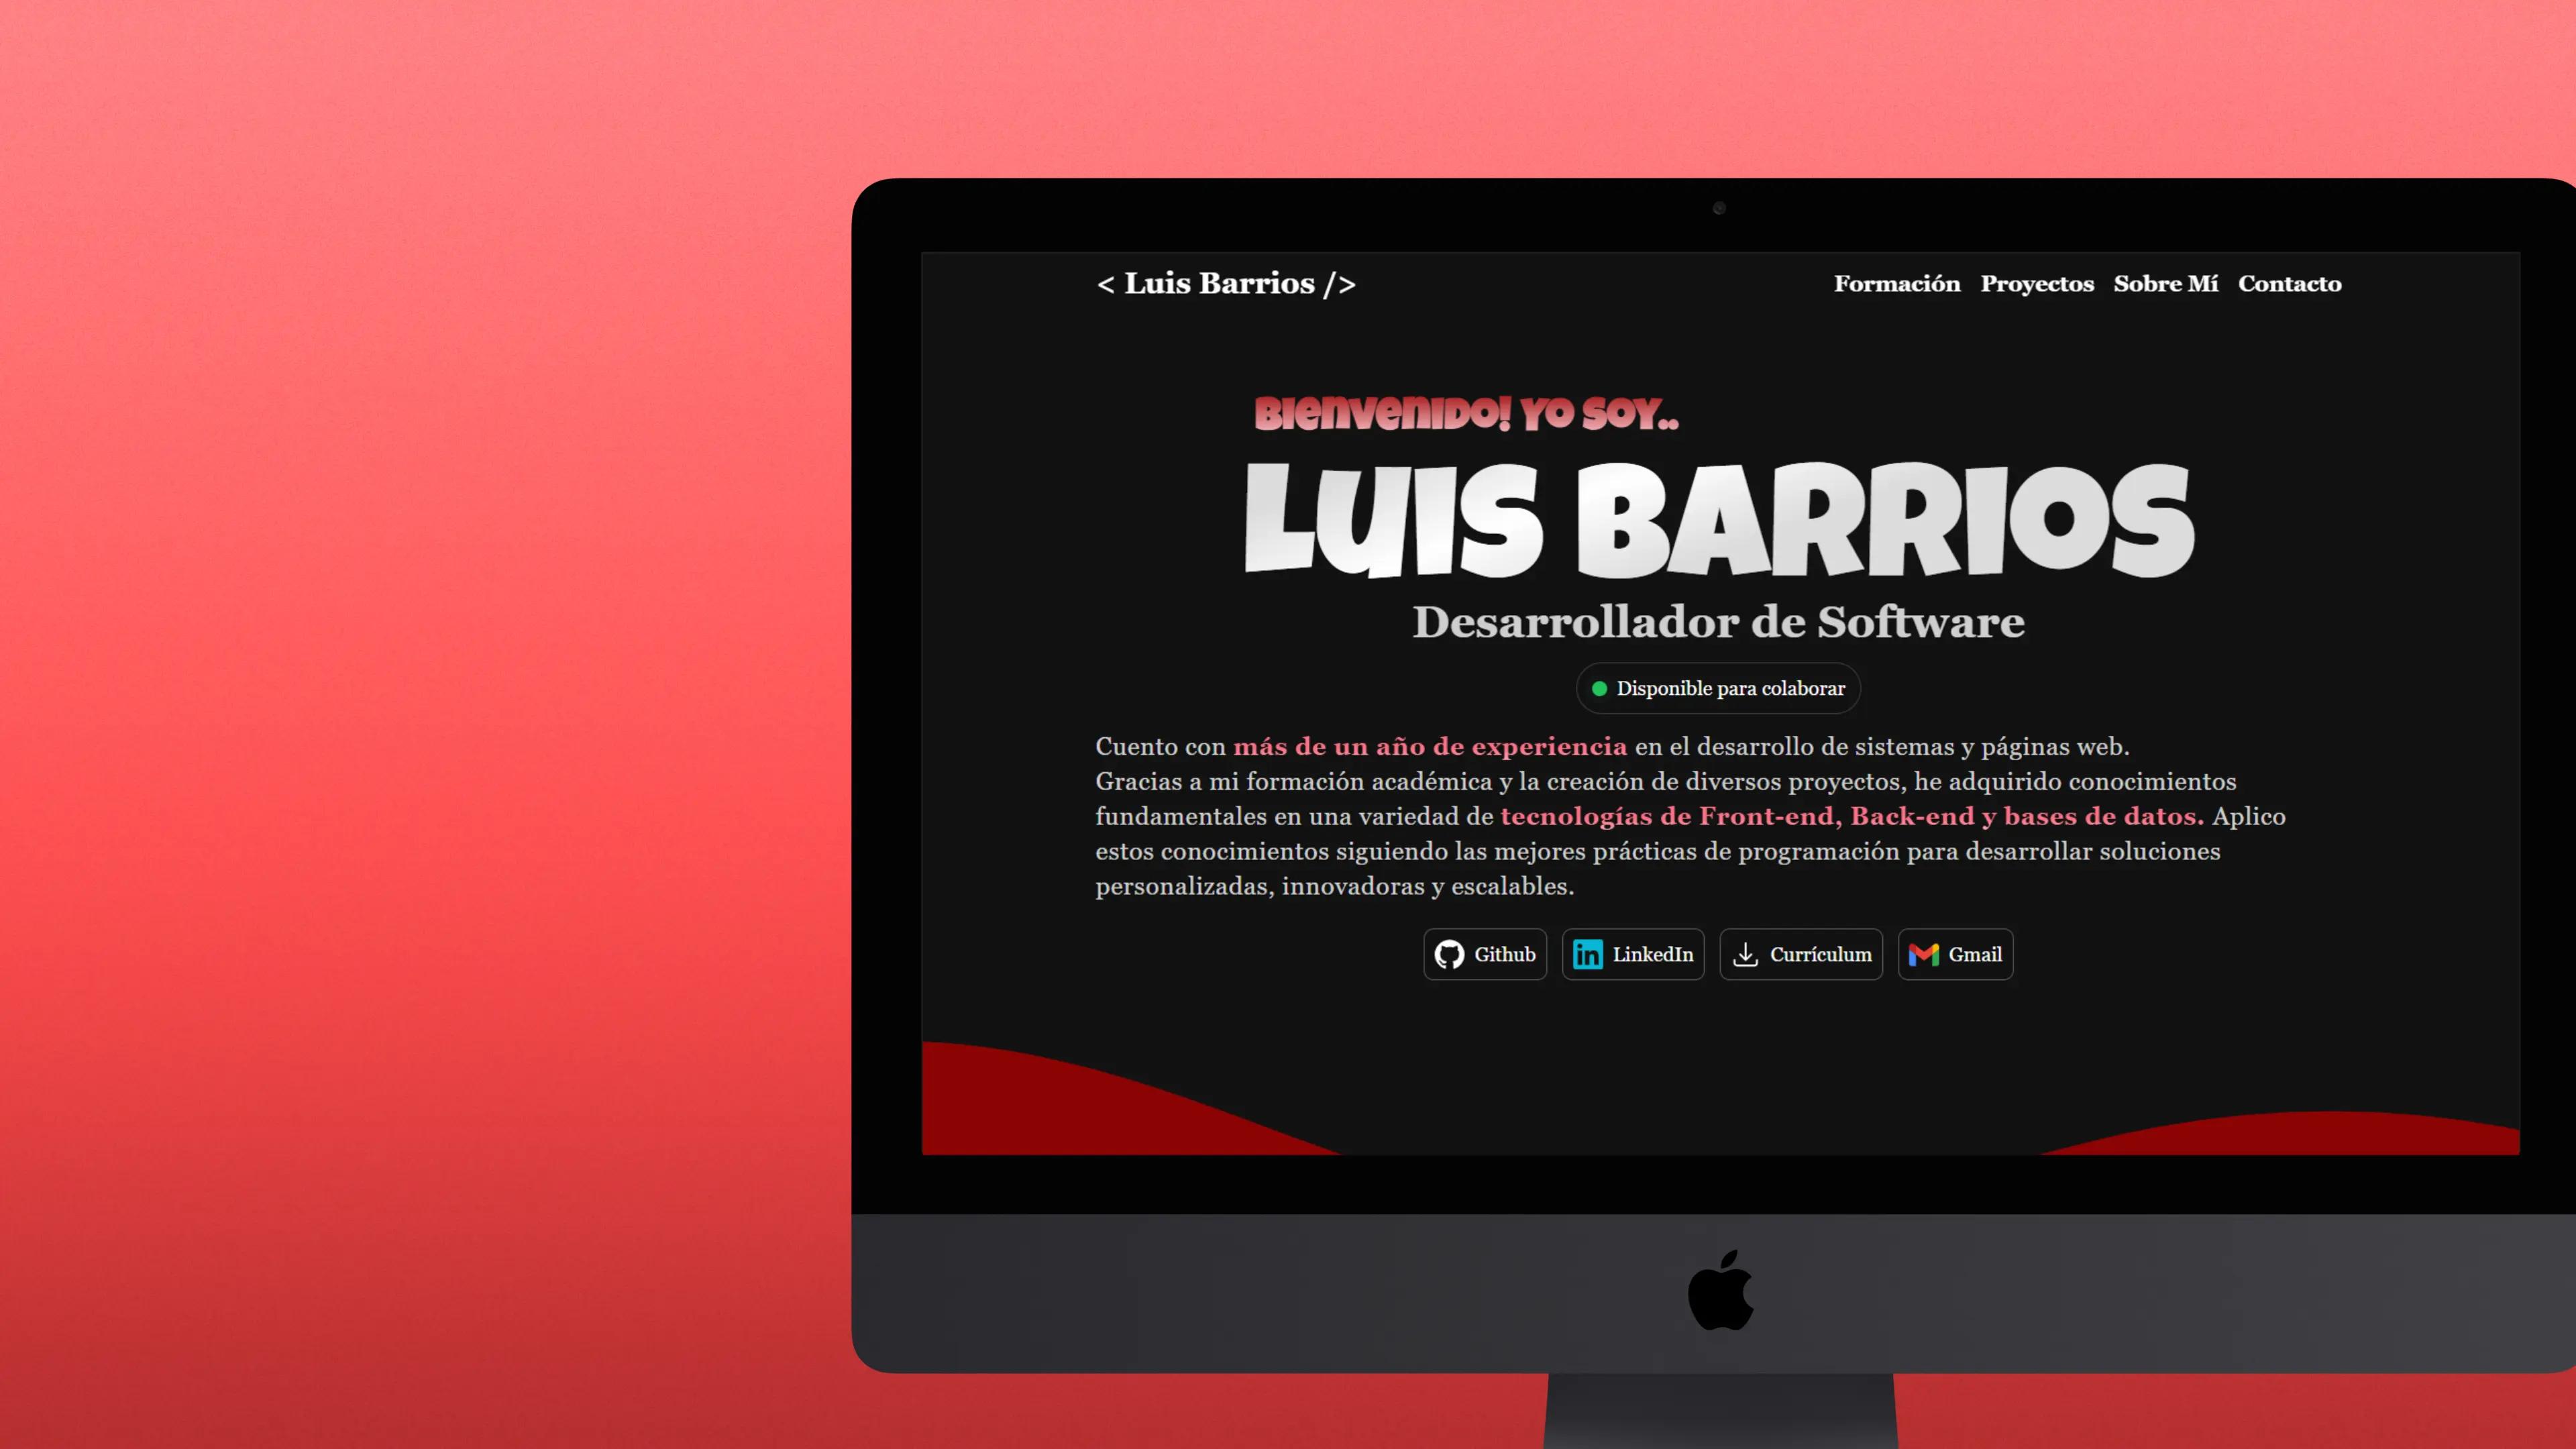 < Luis Barrios />
Formación Proyectos Sobre Mí Contacto
BIENVENIDO! YO SOY..
LUIS BARRIOS
Desarrollador de Software
Disponible para colaborar
Cuento con más de un año de experiencia en el desarrollo de sistemas y páginas web.
Gracias a mi formación académica y la creación de diversos proyectos, he adquirido conocimientos
fundamentales en una variedad de tecnologías de Front-end, Back-end y bases de datos. Aplico
estos conocimientos siguiendo las mejores prácticas de programación para desarrollar soluciones
personalizadas, innovadoras y escalables.
Github LinkedIn Currículum Gmail